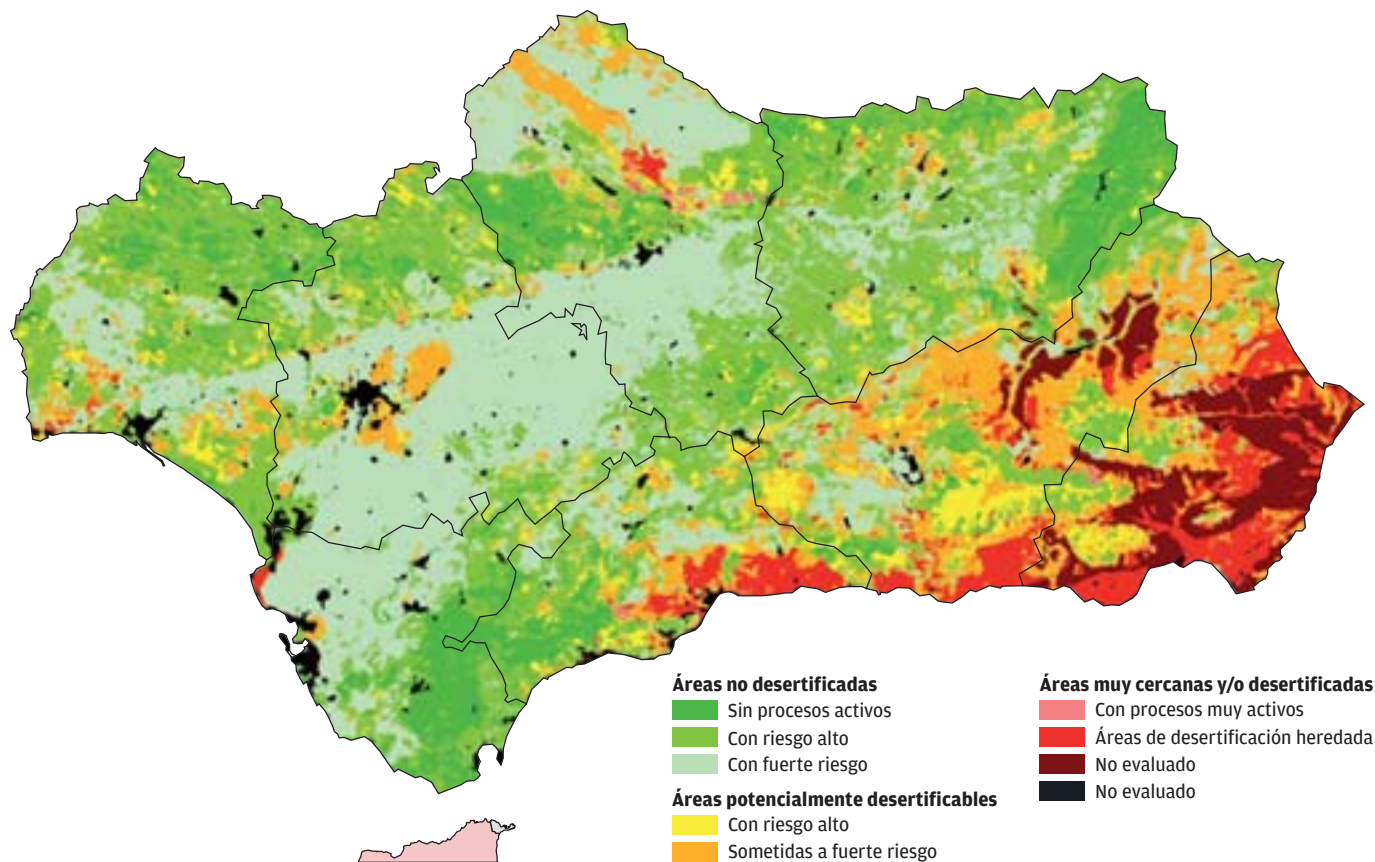 Áreas no desertificadas
Sin procesos activos
Con riesgo alto
Con fuerte riesgo
Áreas potencialmente desertificables
Con riesgo alto
Sometidas a fuerte riesgo
Áreas muy cercanas y/o desertificadas
Con procesos muy activos
Áreas de desertificación heredada
No evaluado
No evaluado